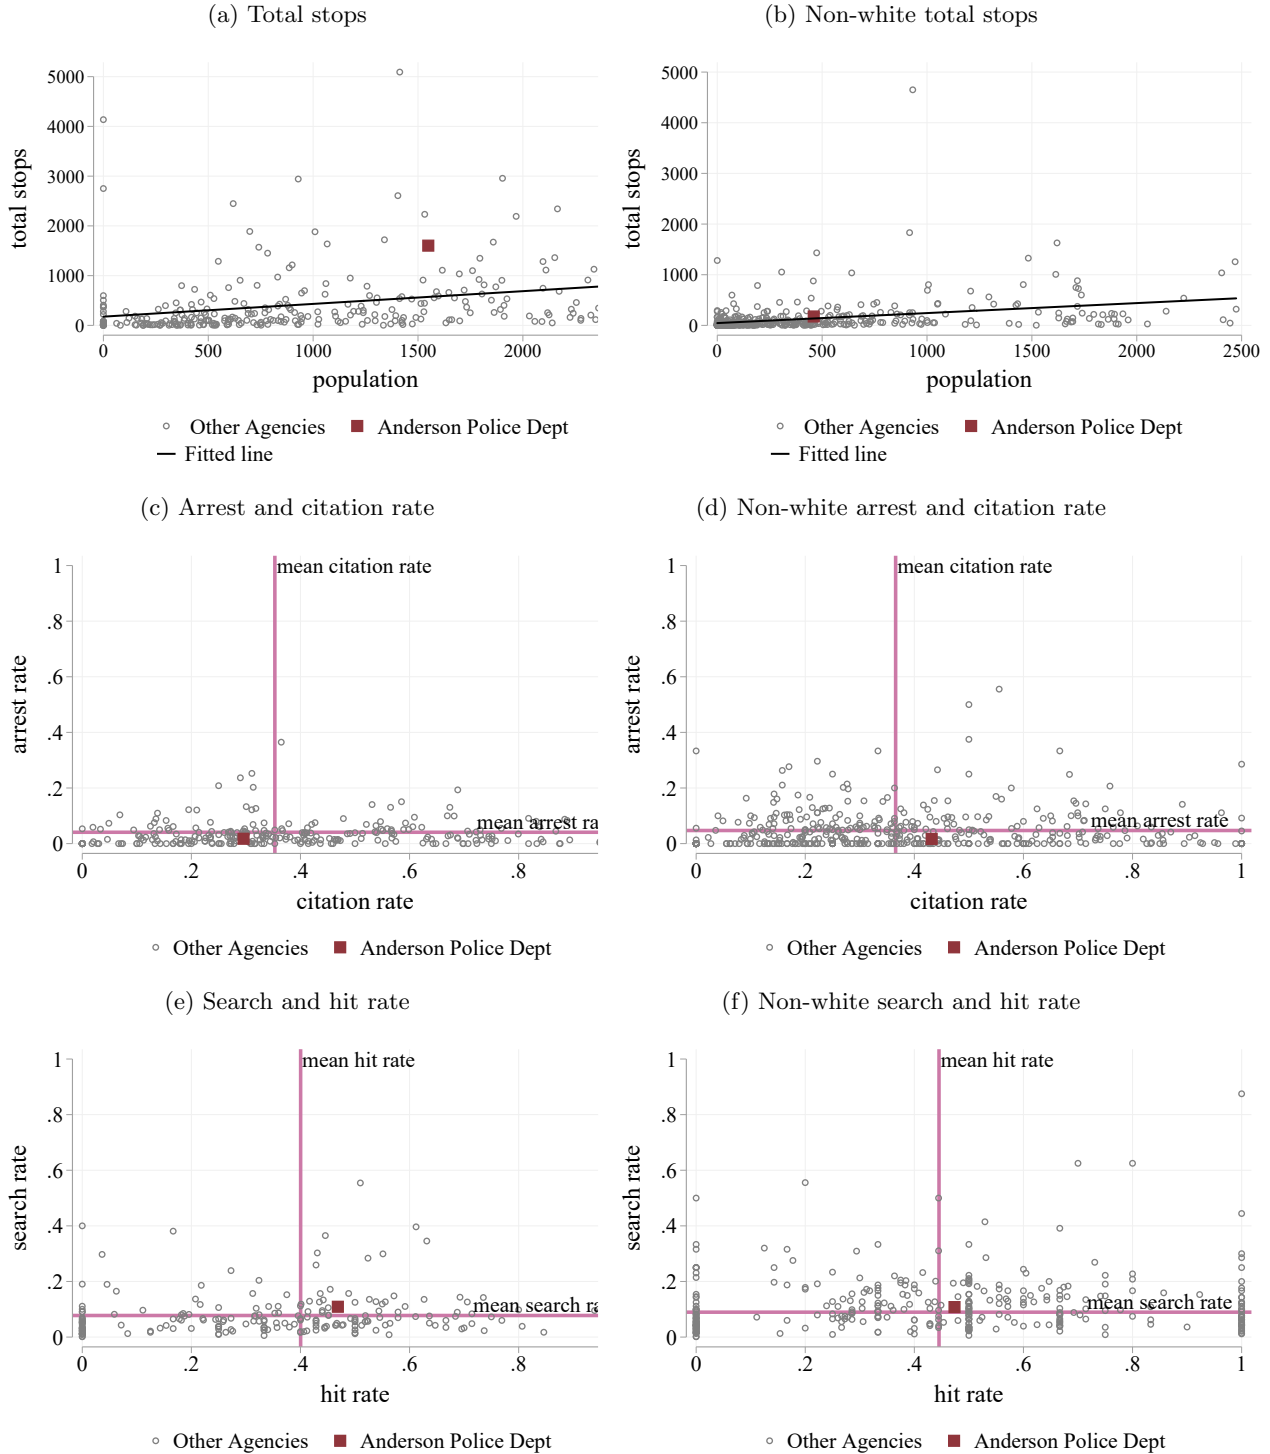 (a) Total stops
5000
4000
3000
2000
1000
0
total stops
0 500 1000 1500 2000
population
Other Agencies Anderson Police Dept
Fitted line
(b) Non-white total stops
5000
4000
3000
2000
1000
0
total stops
0 500 1000 1500 2000 2500
population
Other Agencies Anderson Police Dept
Fitted line
(c) Arrest and citation rate
1
.8
.6
.4
.2
0
arrest rate
mean citation rate
mean arrest ra
0 .2 .4 .6 .8
citation rate
Other Agencies Anderson Police Dept
(d) Non-white arrest and citation rate
1
.8
.6
.4
.2
0
arrest rate
mean citation rate
mean arrest rate
0 .2 .4 .6 .8 1
citation rate
Other Agencies Anderson Police Dept
(e) Search and hit rate
1
.8
.6
.4
.2
0
search rate
mean hit rate
mean search ra
0 .2 .4 .6 .8
hit rate
Other Agencies Anderson Police Dept
(f) Non-white search and hit rate
1
.8
.6
.4
.2
0
search rate
mean hit rate
mean search rate
0 .2 .4 .6 .8 1
hit rate
Other Agencies Anderson Police Dept